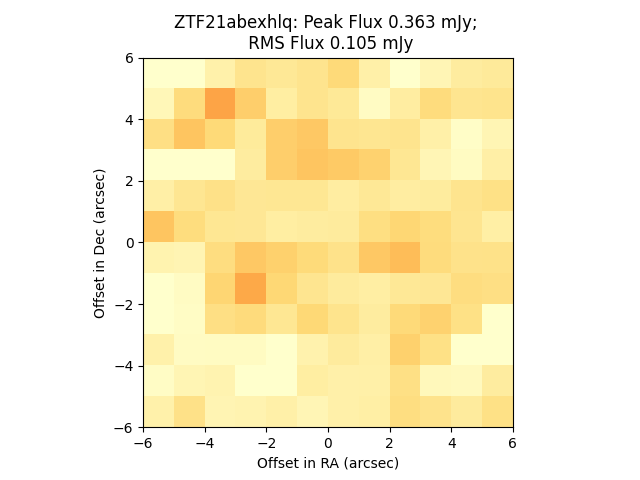 ZTF21abexhlq: Peak Flux 0.363 mJy;
RMS Flux 0.105 mJy
6
4
2
0
−2
−4
−6
Offset in Dec (arcsec)
−6 −4 −2 0 2 4 6
Offset in RA (arcsec)